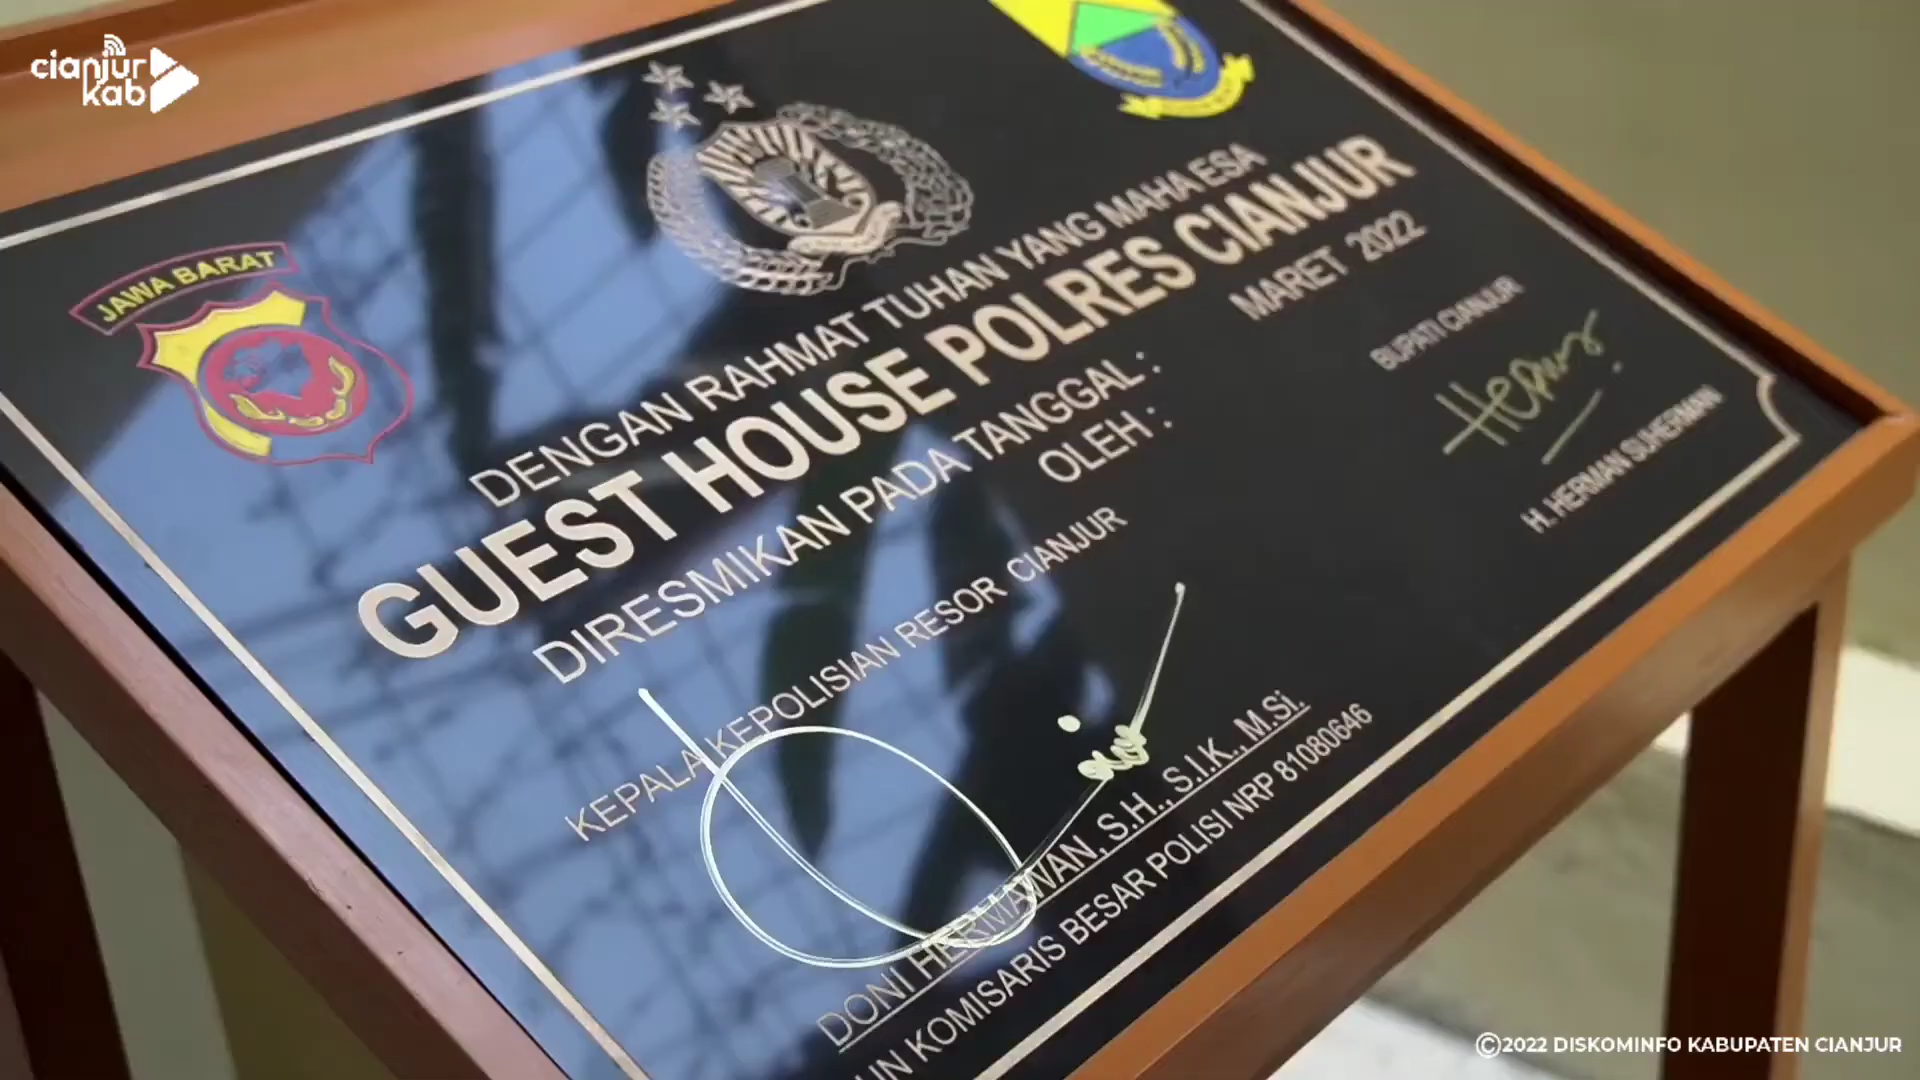 cianjur
kab
JAWA BARAT
DENGAN RAHMAT TUHAN YANG MAHA ESA
GUEST HOUSE POLRES CIANJUR
DIRESMIKAN PADA TANGGAL : MARET 2022
OLEH :
KEPALA KEPOLISIAN RESOR CIANJUR
BUPATI CIANJUR
H. HERMAN SUHERMAN
DONI HERMAWAN, S.H., S.I.K., M.Si.
KOMISARIS BESAR POLISI NRP 81080646
©2022 DISKOMINFO KABUPATEN CIANJUR